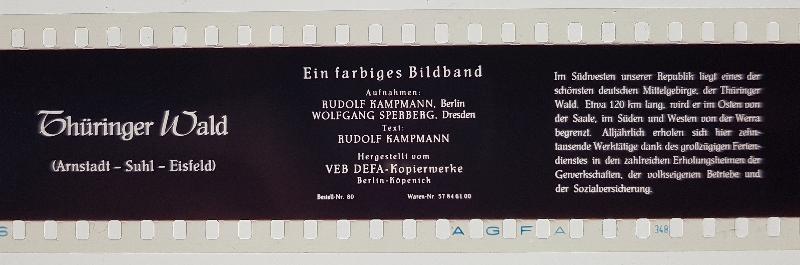 Thüringer Wald
(Arnstadt – Suhl – Eisfeld)
Ein farbiges Bildband
Aufnahmen:
RUDOLF KAMPMANN, Berlin
WOLFGANG SPERBERG, Dresden
Text:
RUDOLF KAMPMANN
Hergestellt vom
VEB DEFA-Kopierwerke
Berlin-Köpenick
Bestell-Nr. 80 Waren-Nr. 57 84 61 00
Im Südwesten unserer Republik liegt eines der
schönsten deutschen Mittelgebirge, der Thüringer
Wald. Etwa 120 km lang, wird er im Osten von
der Saale, im Süden und Westen von der Werra
begrenzt. Alljährlich erholen sich hier zehn-
tausende Werktätige dank des großzügigen Ferien-
dienstes in den zahlreichen Erholungsheimen der
Gewerkschaften, der volkseigenen Betriebe und
der Sozialversicherung.
S AGFA 348